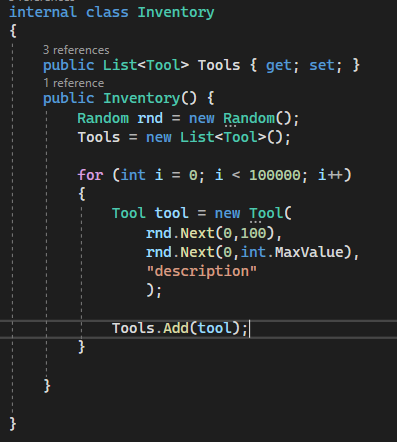 internal class Inventory
{
3 references
public List<Tool> Tools { get; set; }
1 reference
public Inventory() {
Random rnd = new Random();
Tools = new List<Tool>();
for (int i = 0; i < 100000; i++)
{
Tool tool = new Tool(
rnd.Next(0,100),
rnd.Next(0,int.MaxValue),
"description"
);
Tools.Add(tool);
}
}
}